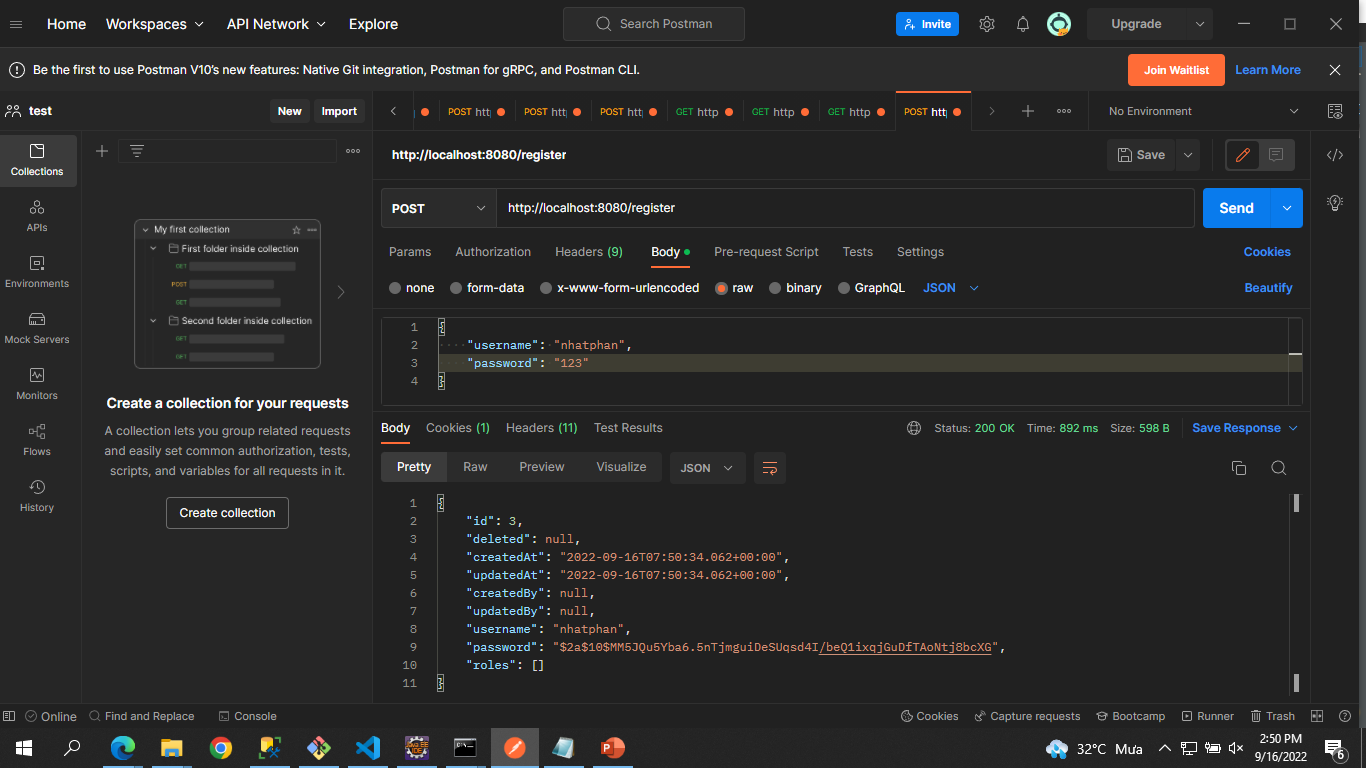 Home Workspaces API Network Explore Search Postman Invite Upgrade
Be the first to use Postman V10's new features: Native Git integration, Postman for gRPC, and Postman CLI. Join Waitlist Learn More
test New Import
POST htt POST htt POST htt GET http GET http GET http POST htt No Environment
Collections
APIs
Environments
Mock Servers
Monitors
Flows
History
My first collection
First folder inside collection
GET
POST
GET
Second folder inside collection
GET
GET
Create a collection for your requests
A collection lets you group related requests
and easily set common authorization, tests,
scripts, and variables for all requests in it.
Create collection
http://localhost:8080/register Save
POST http://localhost:8080/register Send
Params Authorization Headers (9) Body Pre-request Script Tests Settings Cookies
none form-data x-www-form-urlencoded raw binary GraphQL JSON Beautify
1 {
2 "username": "nhatphan",
3 "password": "123"
4 }
Body Cookies (1) Headers (11) Test Results Status: 200 OK Time: 892 ms Size: 598 B Save Response
Pretty Raw Preview Visualize JSON
1 {
2 "id": 3,
3 "deleted": null,
4 "createdAt": "2022-09-16T07:50:34.062+00:00",
5 "updatedAt": "2022-09-16T07:50:34.062+00:00",
6 "createdBy": null,
7 "updatedBy": null,
8 "username": "nhatphan",
9 "password": "$2a$10$MM5JQu5Yba6.5nTjmguiDeSUqsd4I/beQ1ixqjGuDfTAoNtj8bcXG",
10 "roles": []
11 }
Online Find and Replace Console Cookies Capture requests Bootcamp Runner Trash
32°C Mưa
2:50 PM
9/16/2022
6